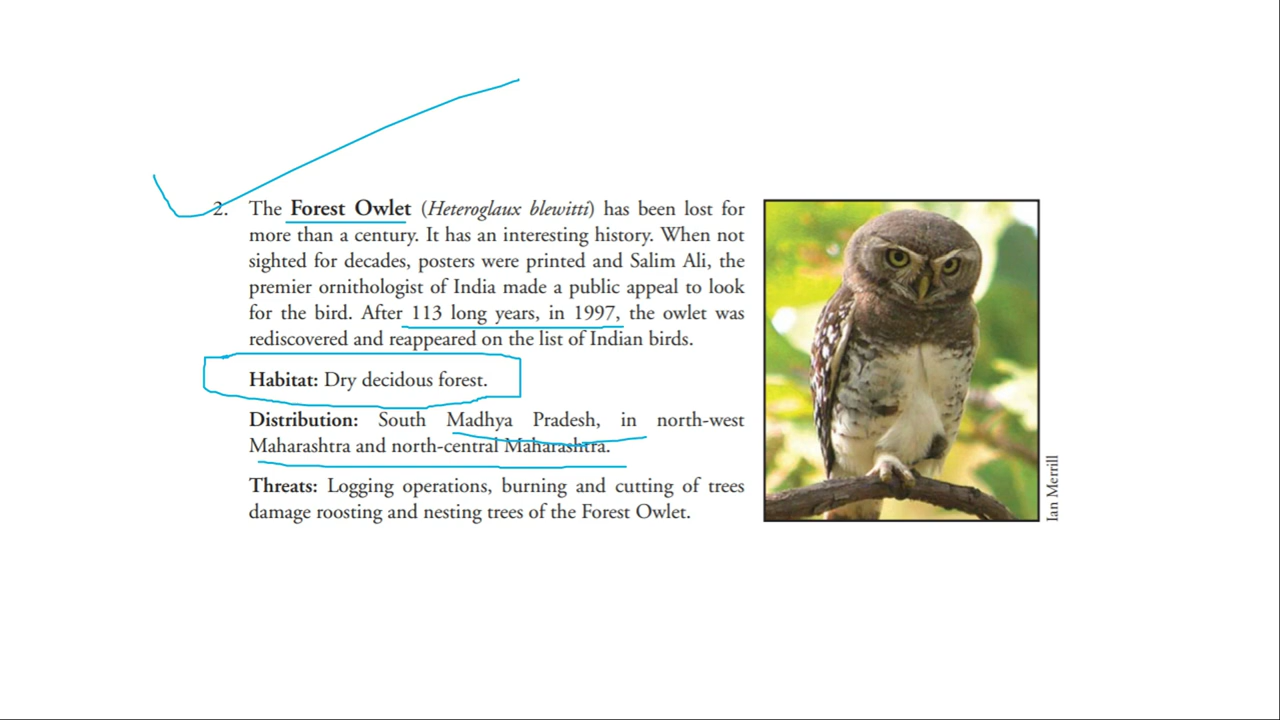 2. The Forest Owlet (Heteroglaux blewitti) has been lost for
more than a century. It has an interesting history. When not
sighted for decades, posters were printed and Salim Ali, the
premier ornithologist of India made a public appeal to look
for the bird. After 113 long years, in 1997, the owlet was
rediscovered and reappeared on the list of Indian birds.
Habitat: Dry decidous forest.
Distribution: South Madhya Pradesh, in north-west
Maharashtra and north-central Maharashtra.
Threats: Logging operations, burning and cutting of trees
damage roosting and nesting trees of the Forest Owlet.
Ian Merrill